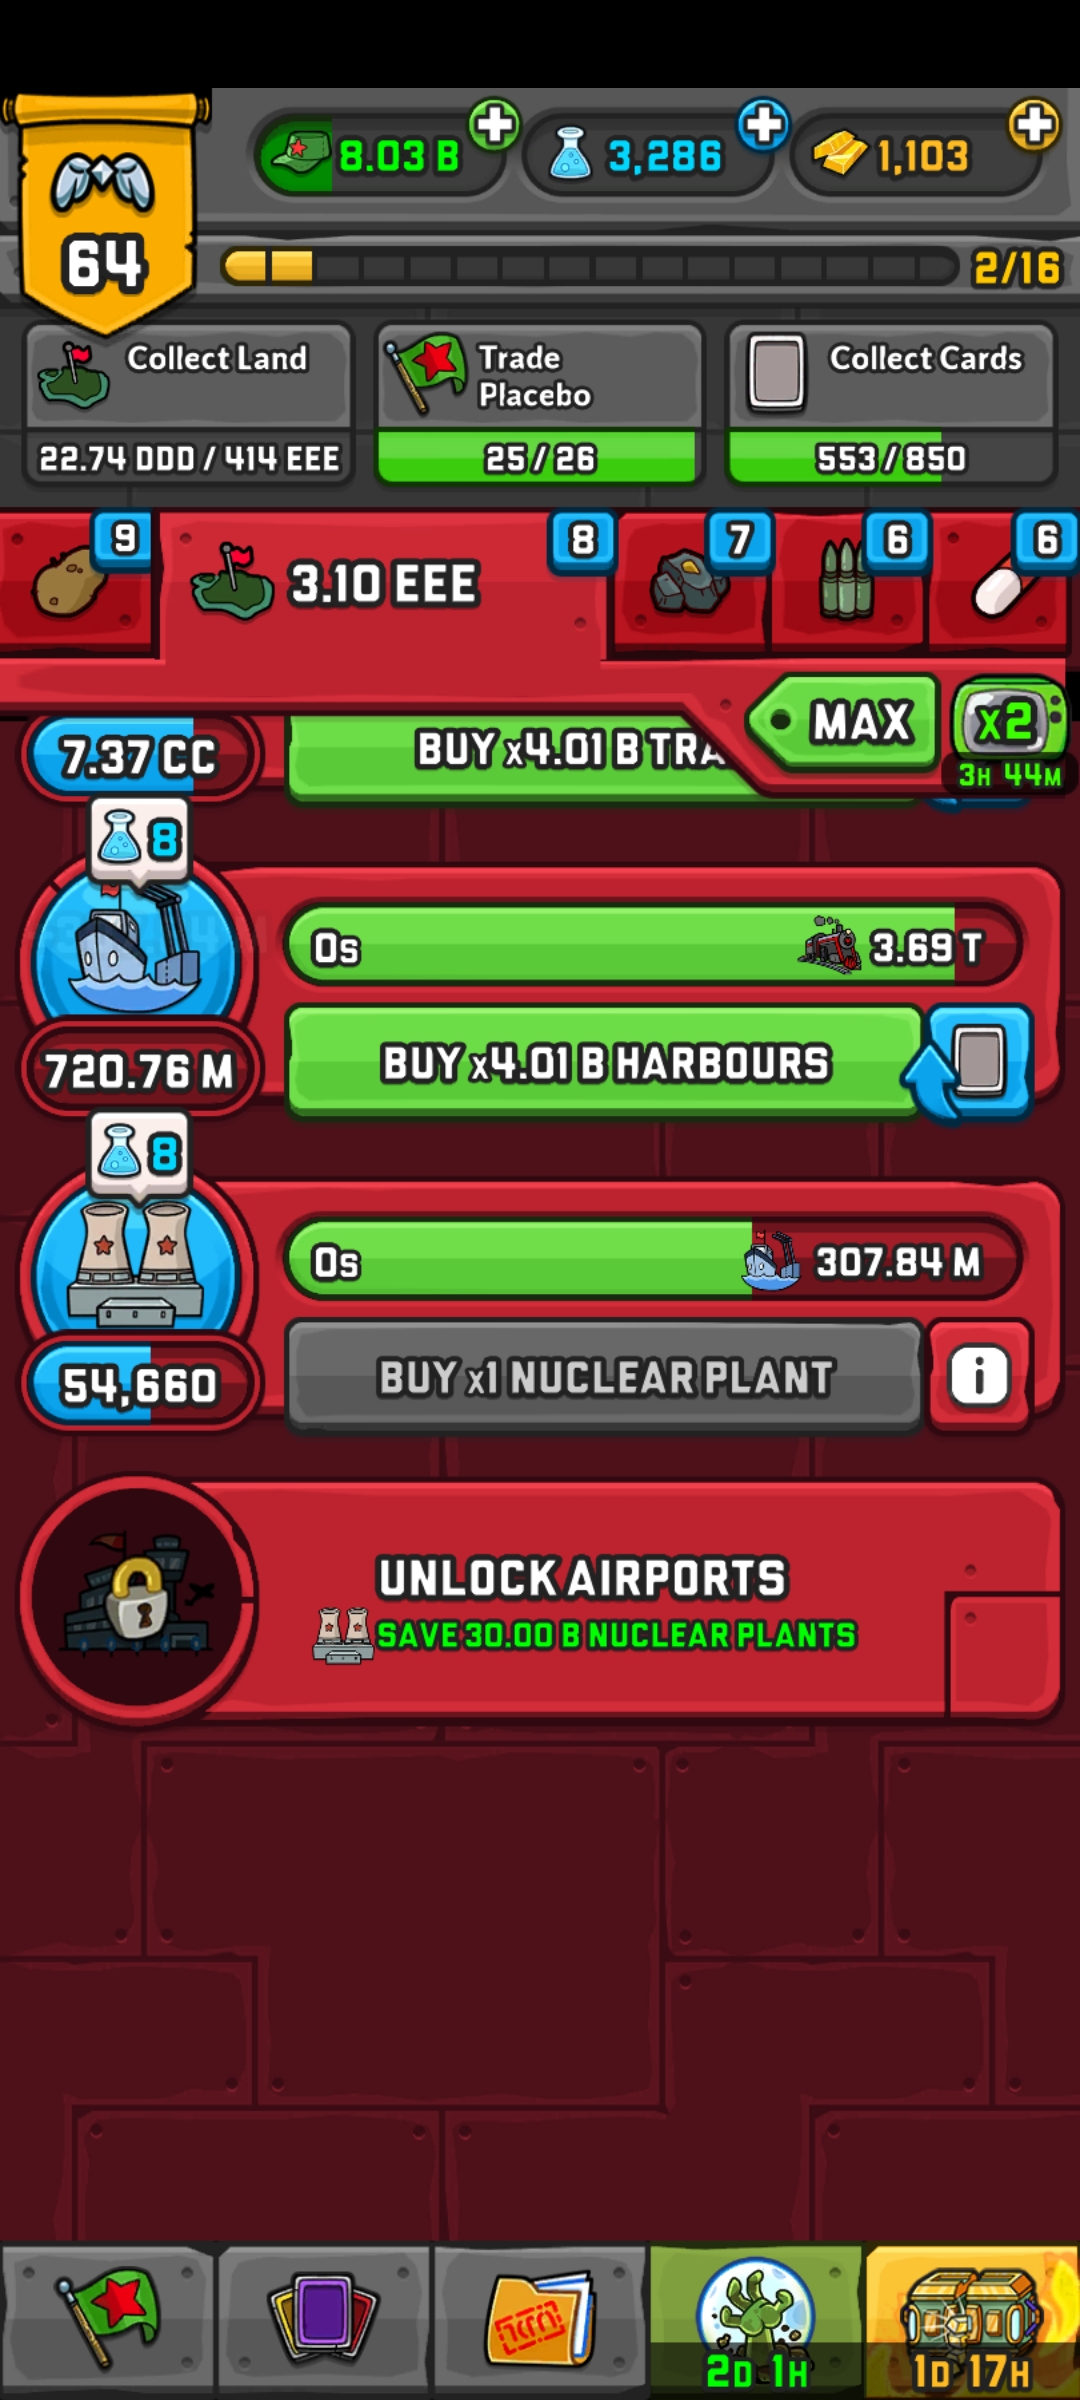 8.03 B
3,286
1,103
64
2/16
Collect Land
22.74 DDD / 414 EEE
Trade
Placebo
25 / 26
Collect Cards
553 / 850
9
3.10 EEE
8
7
6
6
MAX
x2
3H 44M
7.37 CC
BUY x4.01 B TRA
8
0s
3.69 T
720.76 M
BUY x4.01 B HARBOURS
8
0s
307.84 M
54,660
BUY x1 NUCLEAR PLANT
i
UNLOCK AIRPORTS
SAVE 30.00 B NUCLEAR PLANTS
2D 1H
1D 17H